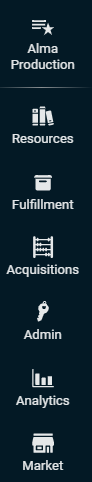 Alma
Production
Resources
Fulfillment
Acquisitions
Admin
Analytics
Market